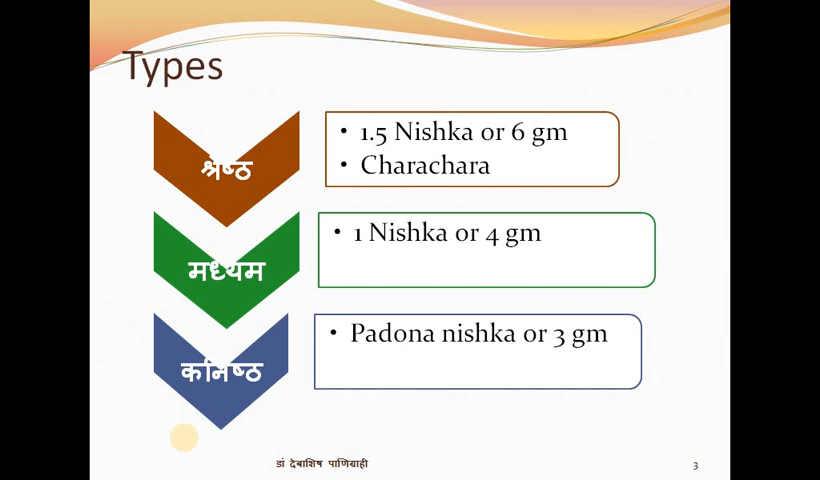 Types
श्रेष्ठ
• 1.5 Nishka or 6 gm
• Charachara
मध्यम
• 1 Nishka or 4 gm
कनिष्ठ
• Padona nishka or 3 gm
डां देबाशिष पाणिग्राही
3